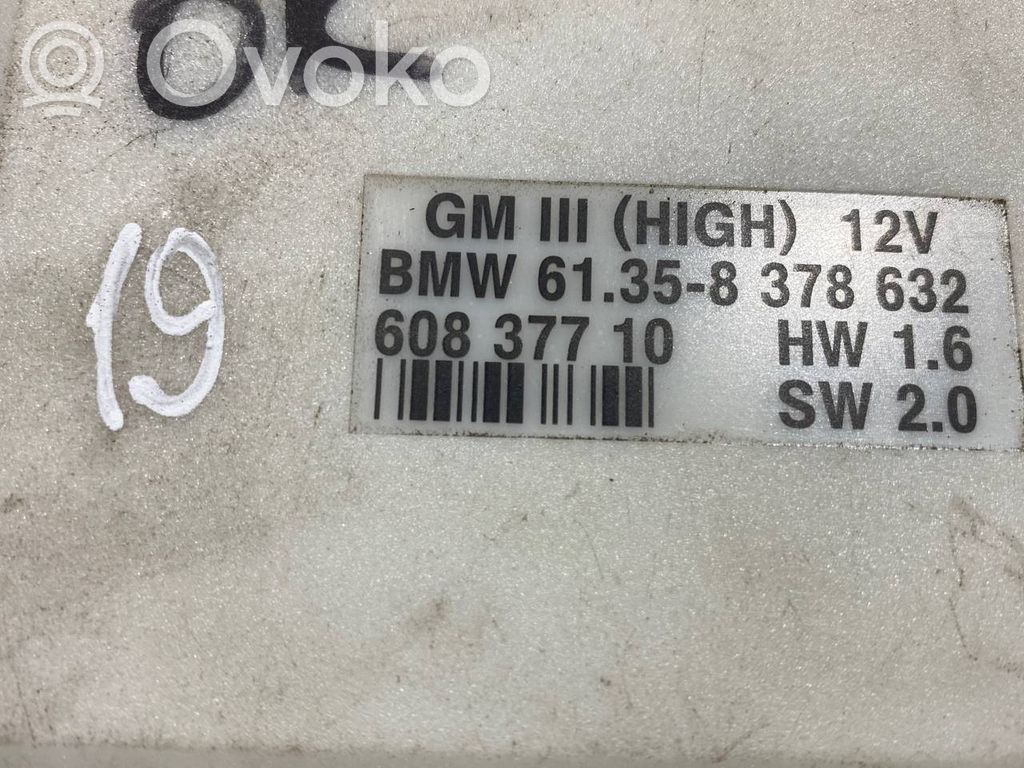 Ovoko
19
GM III (HIGH) 12V
BMW 61.35-8 378 632
608 377 10 HW 1.6
SW 2.0